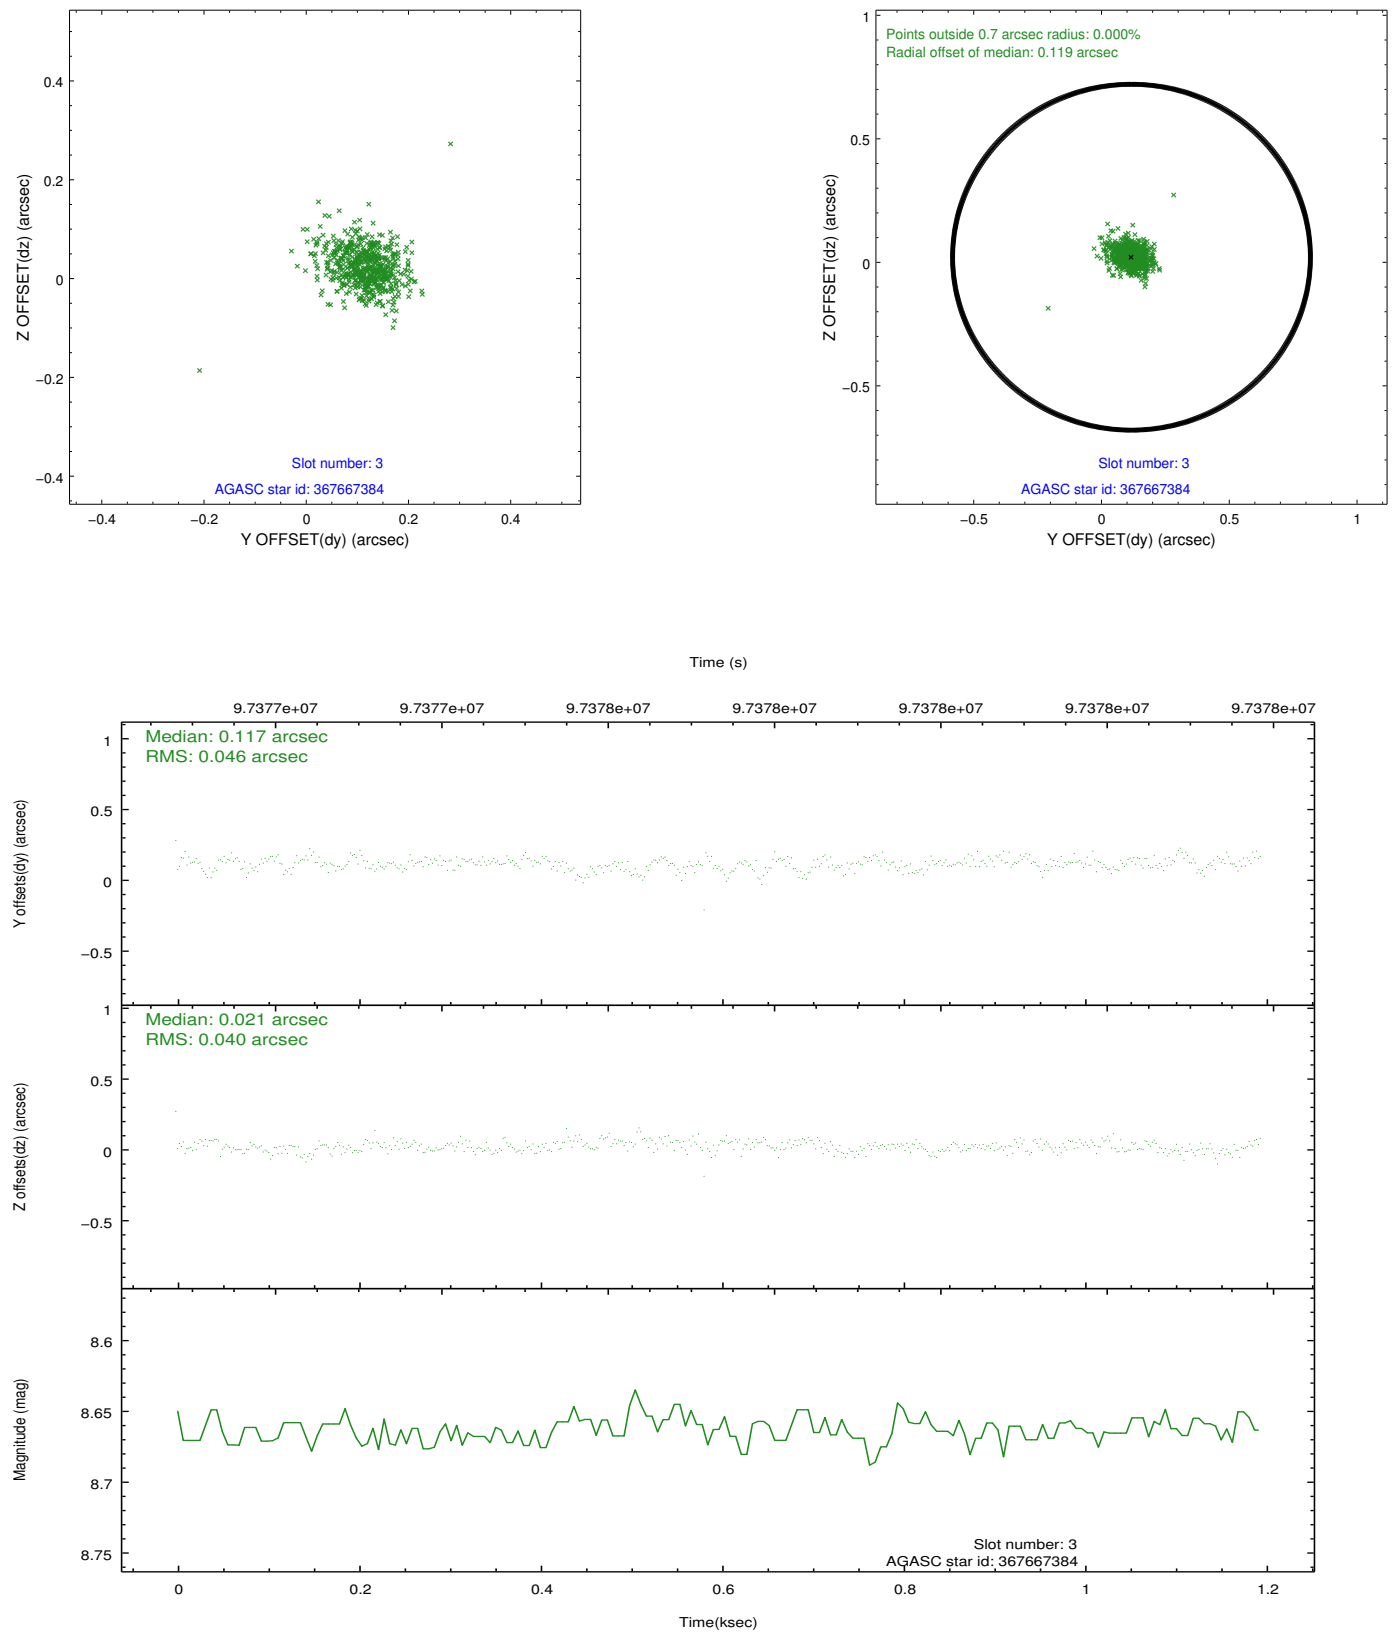 0.4
0.2
0
−0.2
−0.4
Z OFFSET(dz) (arcsec)
Slot number: 3
AGASC star id: 367667384
−0.4 −0.2 0 0.2 0.4
Y OFFSET(dy) (arcsec)
1
0.5
0
−0.5
Z OFFSET(dz) (arcsec)
Points outside 0.7 arcsec radius: 0.000%
Radial offset of median: 0.119 arcsec
Slot number: 3
AGASC star id: 367667384
−0.5 0 0.5 1
Y OFFSET(dy) (arcsec)
Time (s)
9.7377e+07 9.7377e+07 9.7378e+07 9.7378e+07 9.7378e+07 9.7378e+07 9.7378e+07
Median: 0.117 arcsec
RMS: 0.046 arcsec
1
0.5
0
−0.5
Y offsets(dy) (arcsec)
Median: 0.021 arcsec
RMS: 0.040 arcsec
1
0.5
0
−0.5
Z offsets(dz) (arcsec)
8.6
8.65
8.7
8.75
Magnitude (mag)
Slot number: 3
AGASC star id: 367667384
0 0.2 0.4 0.6 0.8 1 1.2
Time(ksec)